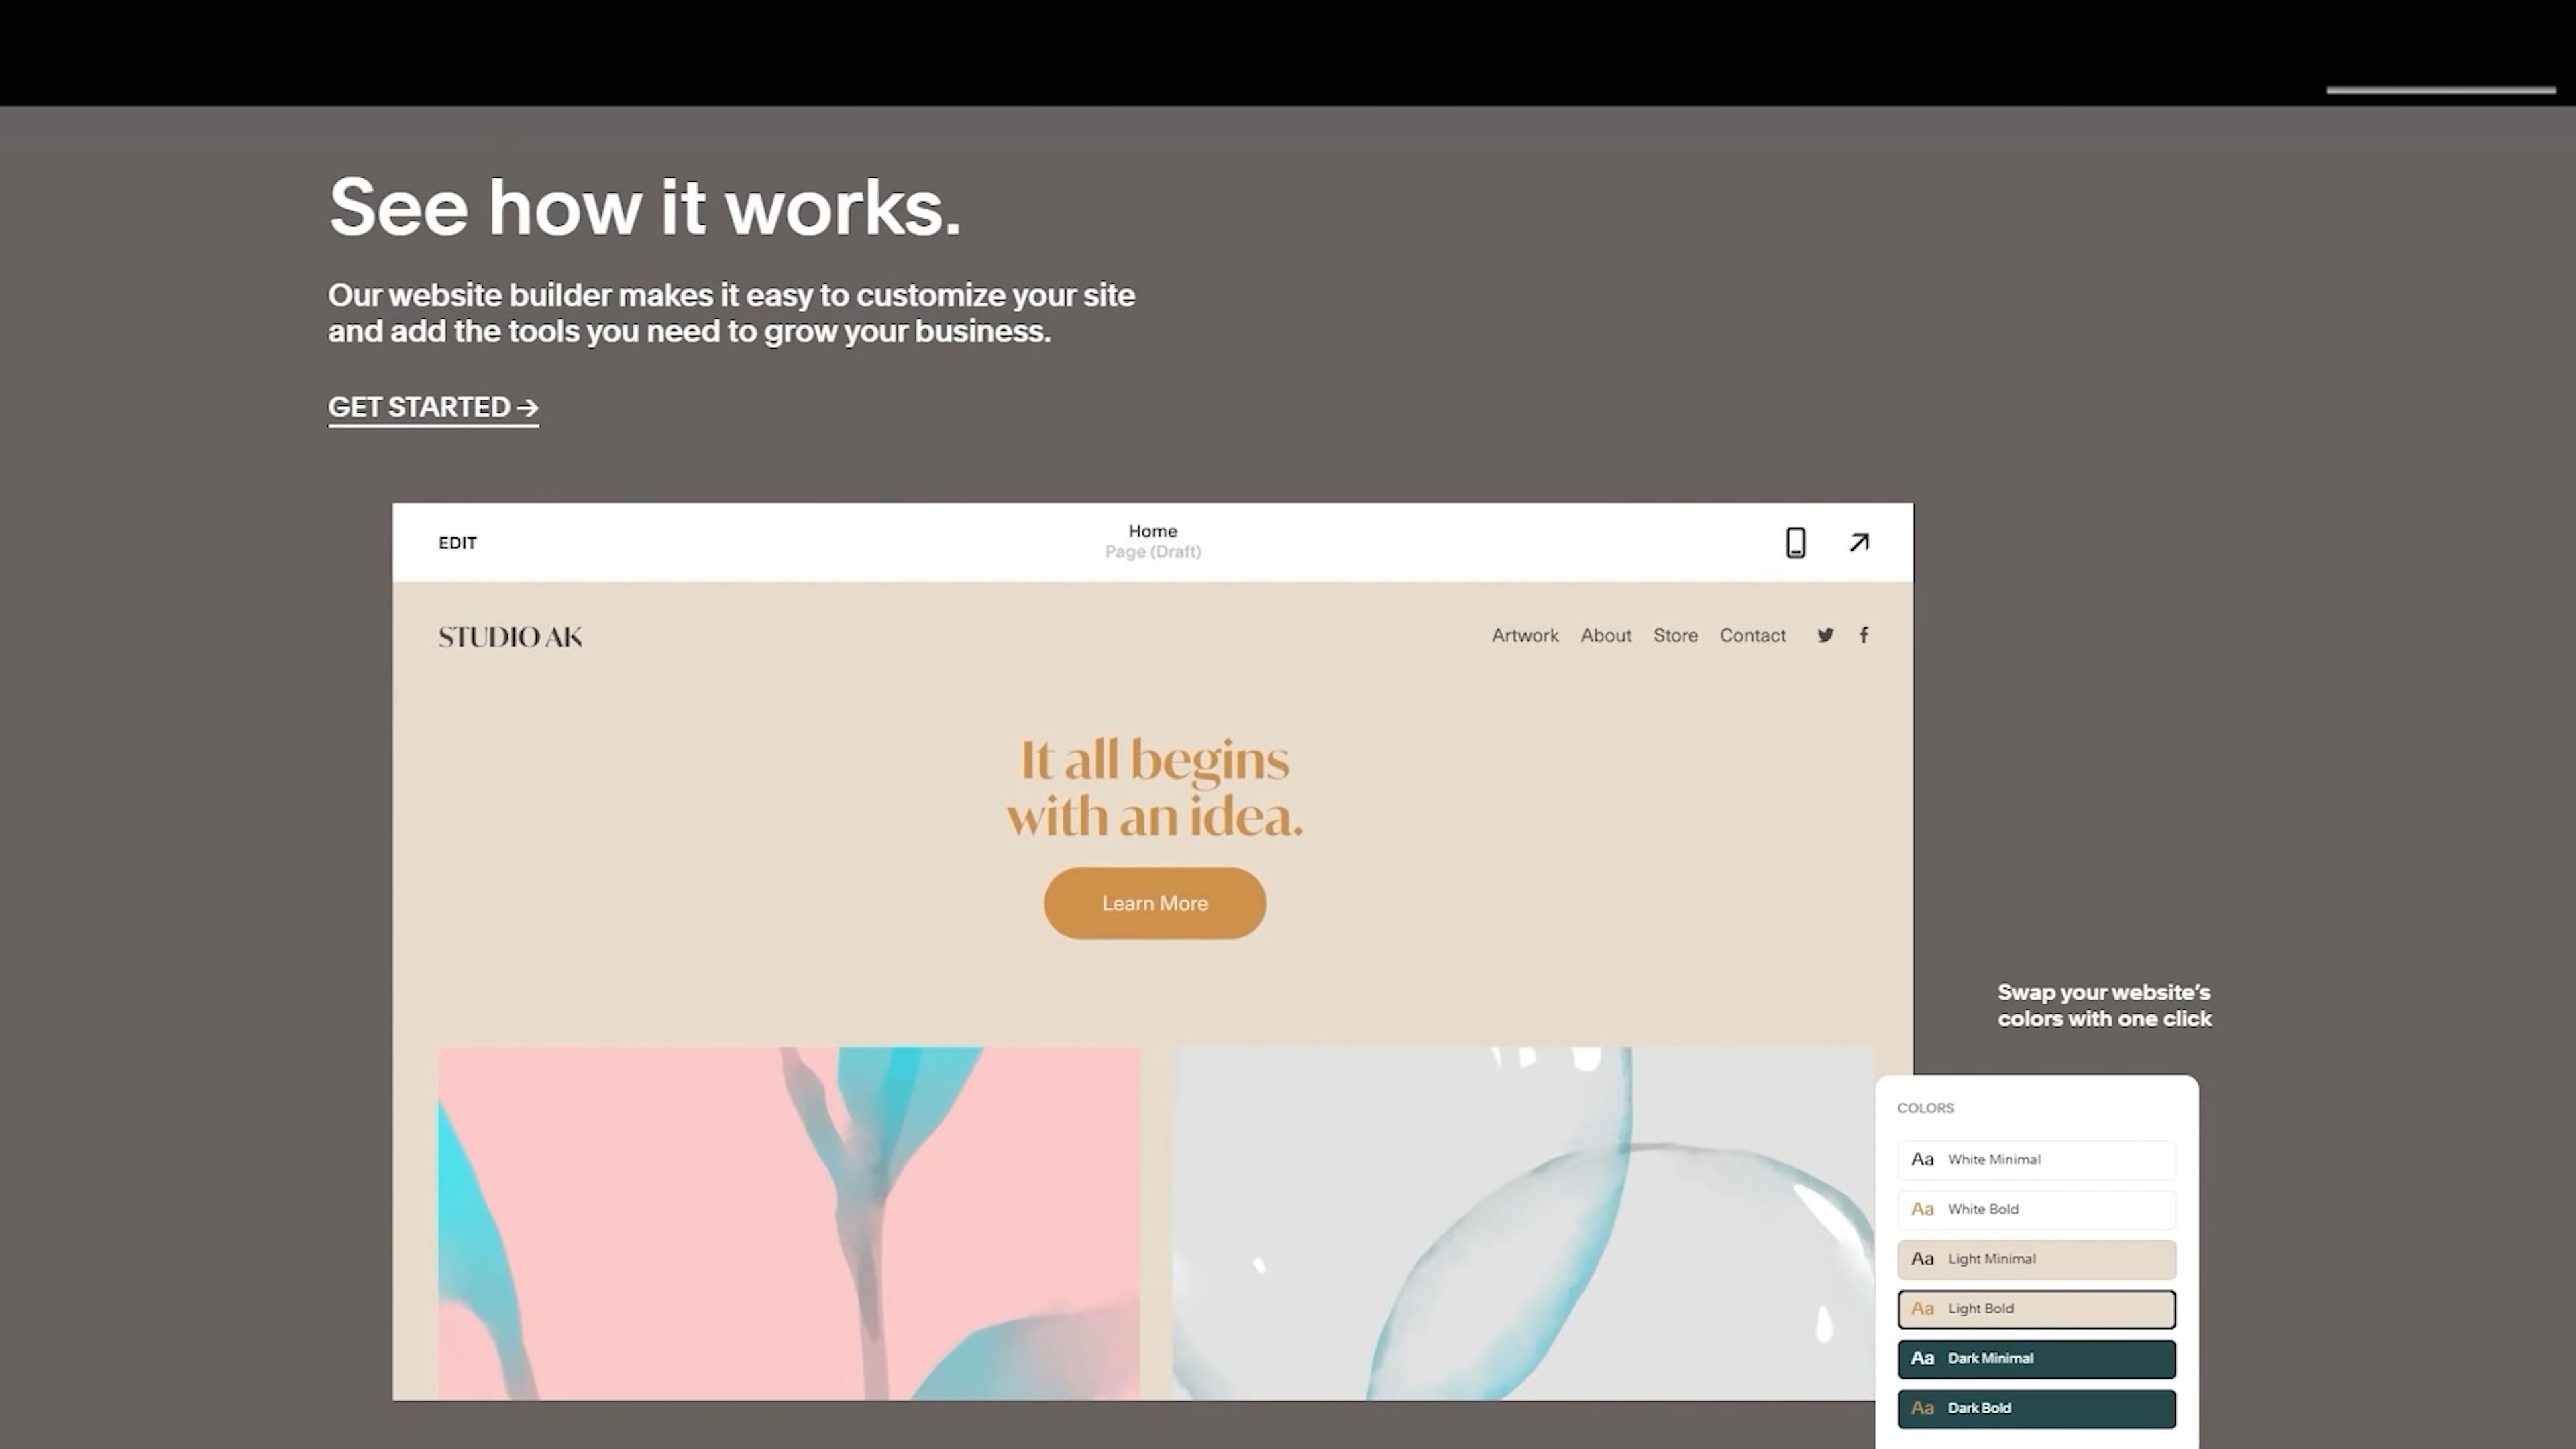 See how it works.
Our website builder makes it easy to customize your site
and add the tools you need to grow your business.
GET STARTED →
EDIT
Home
Page (Draft)
STUDIO AK
Artwork About Store Contact
It all begins
with an idea.
Learn More
Swap your website’s
colors with one click
COLORS
Aa White Minimal
Aa White Bold
Aa Light Minimal
Aa Light Bold
Aa Dark Minimal
Aa Dark Bold